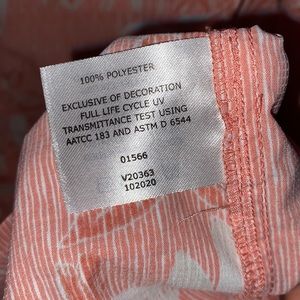 100% POLYESTER
EXCLUSIVE OF DECORATION
FULL LIFE CYCLE UV
TRANSMITTANCE TEST USING
AATCC 183 AND ASTM D 6544
01566
V20363
102020